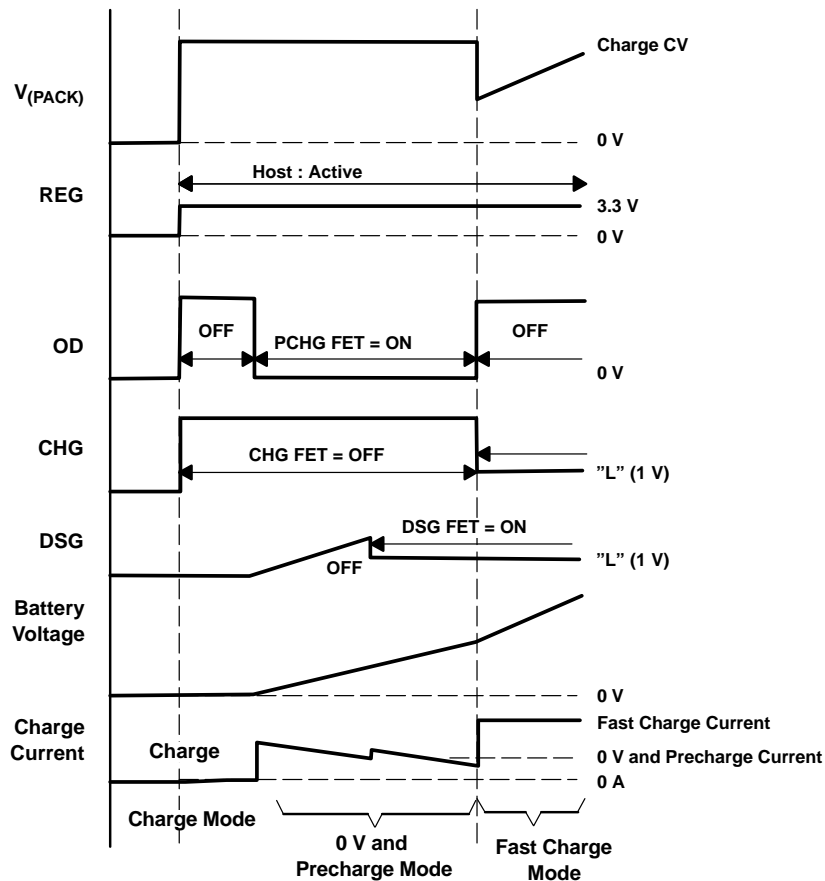 Charge CV
V(PACK)
0 V
Host : Active
REG
3.3 V
0 V
OFF
OFF
PCHG FET = ON
OD
0 V
CHG
CHG FET = OFF
”L” (1 V)
DSG
DSG FET = ON
OFF
”L” (1 V)
Battery
Voltage
0 V
Fast Charge Current
Charge
Current
Charge
0 V and Precharge Current
0 A
Charge Mode
0 V and
Precharge Mode
Fast Charge
Mode